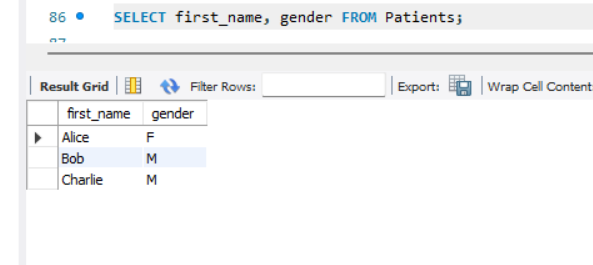 86 SELECT first_name, gender FROM Patients;
87
Result Grid Filter Rows: Export: Wrap Cell Content:
first_name gender
Alice F
Bob M
Charlie M